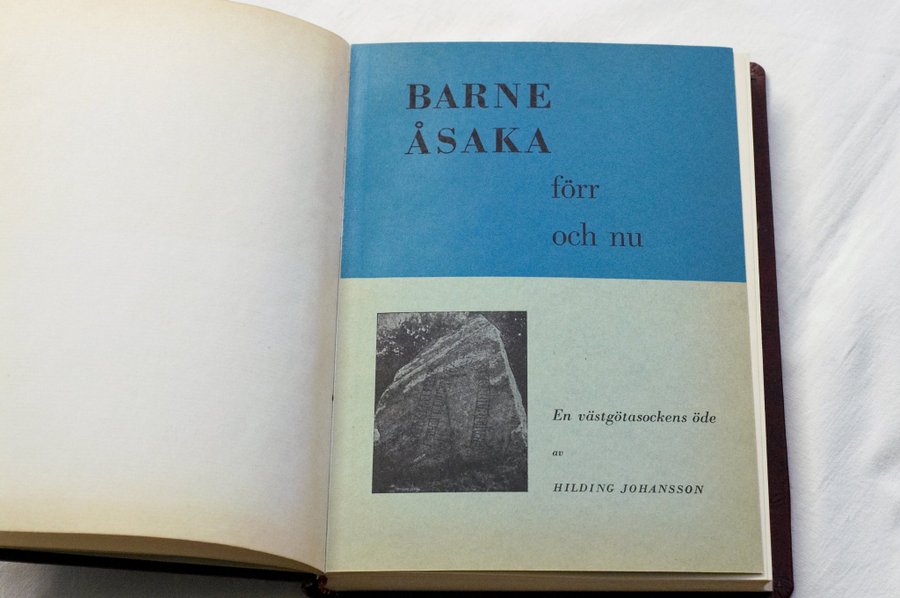 BARNE
ÅSAKA
förr
och nu
En västgötasockens öde
av
HILDING JOHANSSON